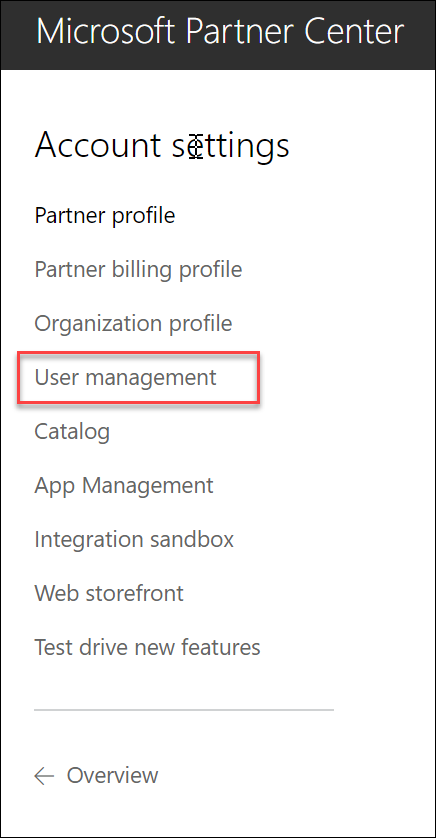 Microsoft Partner Center
Account settings
Partner profile
Partner billing profile
Organization profile
User management
Catalog
App Management
Integration sandbox
Web storefront
Test drive new features
← Overview